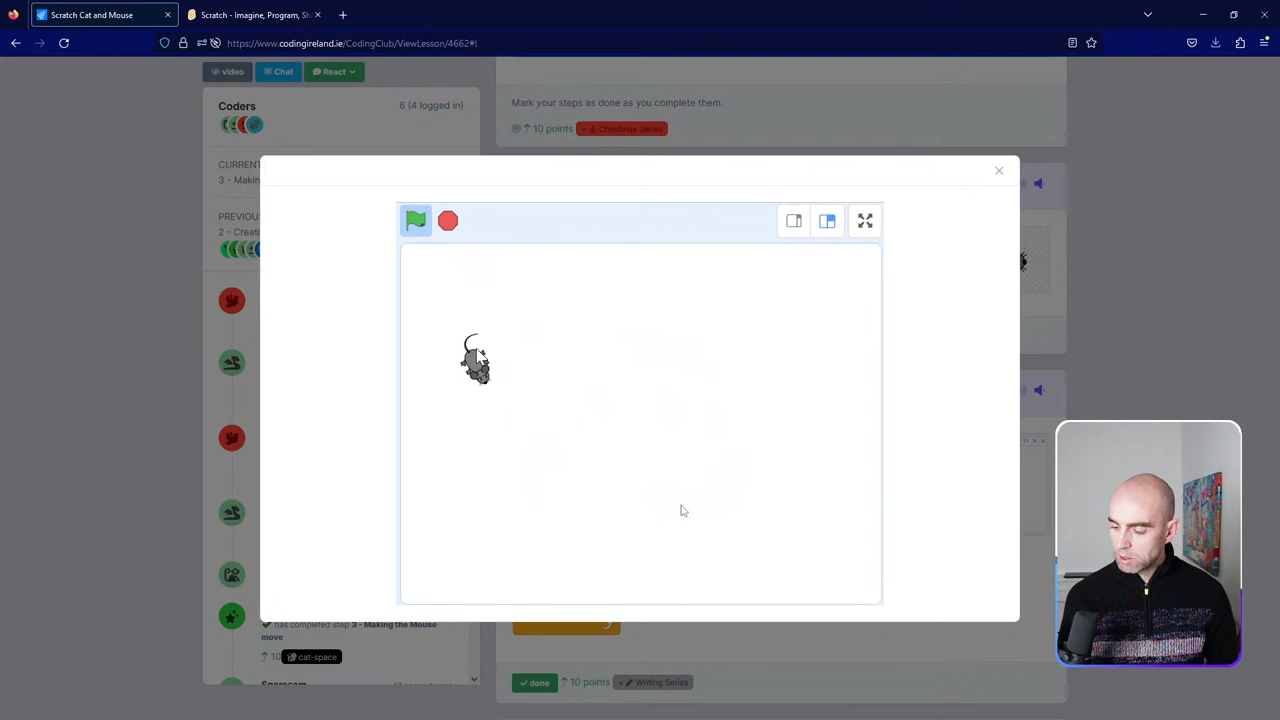 Scratch Cat and Mouse
Scratch - Imagine, Program, Sh
https://www.codingireland.ie/CodingClub/ViewLesson/4662#!
video
Chat
React
Coders
6 (4 logged in)
CURRENT
3 - Makin
PREVIOUS
2 - Creati
Mark your steps as done as you complete them.
10 points
Christmas Series
has completed step 3 - Making the Mouse
move
10
cat-space
done
10 points
Writing Series